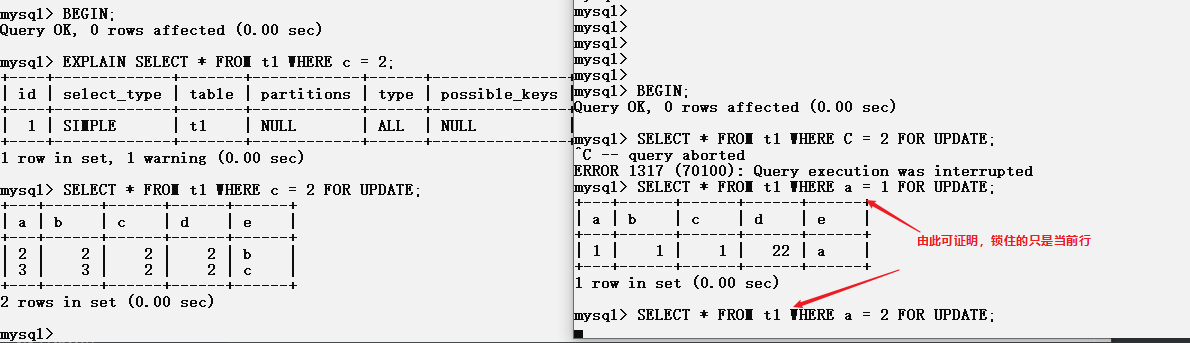 mysql> BEGIN;
Query OK, 0 rows affected (0.00 sec)
mysql> EXPLAIN SELECT * FROM t1 WHERE c = 2;
+----+-------------+-------+------------+------+---------------+
| id | select_type | table | partitions | type | possible_keys
+----+-------------+-------+------------+------+---------------+
| 1 | SIMPLE | t1 | NULL | ALL | NULL
+----+-------------+-------+------------+------+---------------+
1 row in set, 1 warning (0.00 sec)
mysql> SELECT * FROM t1 WHERE c = 2 FOR UPDATE;
+---+------+------+------+------+
| a | b | c | d | e |
+---+------+------+------+------+
| 2 | 2 | 2 | 2 | b
| 3 | 3 | 2 | 2 | c
+---+------+------+------+------+
2 rows in set (0.00 sec)
mysql>
mysql>
mysql>
mysql>
mysql>
mysql>
mysql> BEGIN;
Query OK, 0 rows affected (0.00 sec)
mysql> SELECT * FROM t1 WHERE C = 2 FOR UPDATE;
^C -- query aborted
ERROR 1317 (70100): Query execution was interrupted
mysql> SELECT * FROM t1 WHERE a = 1 FOR UPDATE;
+---+------+------+------+------+
| a | b | c | d | e |
+---+------+------+------+------+
| 1 | 1 | 1 | 22 | a |
+---+------+------+------+------+
1 row in set (0.00 sec)
mysql> SELECT * FROM t1 WHERE a = 2 FOR UPDATE;
由此可证明，锁住的只是当前行